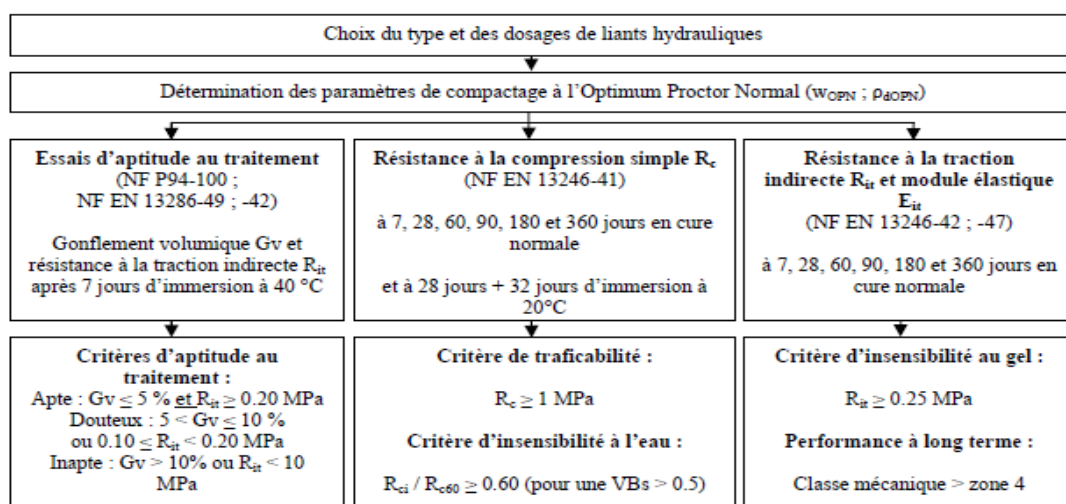 Choix du type et des dosages de liants hydrauliques
Détermination des paramètres de compactage à l'Optimum Proctor Normal (wOPN ; ρdOPN)
Essais d'aptitude au traitement
(NF P94-100 ;
NF EN 13286-49 ; -42)
Gonflement volumique Gv et
résistance à la traction indirecte Rit
après 7 jours d'immersion à 40 °C
Résistance à la compression simple Rc
(NF EN 13246-41)
à 7, 28, 60, 90, 180 et 360 jours en cure
normale
et à 28 jours + 32 jours d'immersion à
20°C
Résistance à la traction
indirecte Rit et module élastique
Eit
(NF EN 13246-42 ; -47)
à 7, 28, 60, 90, 180 et 360 jours en
cure normale
Critères d'aptitude au
traitement :
Apte : Gv ≤ 5 % et Rit ≥ 0.20 MPa
Douteux : 5 < Gv ≤ 10 %
ou 0.10 ≤ Rit < 0.20 MPa
Inapte : Gv > 10% ou Rit < 10
MPa
Critère de traficabilité :
Rc ≥ 1 MPa
Critère d'insensibilité à l'eau :
Rci / Rc60 ≥ 0.60 (pour une VBs > 0.5)
Critère d'insensibilité au gel :
Rit ≥ 0.25 MPa
Performance à long terme :
Classe mécanique > zone 4